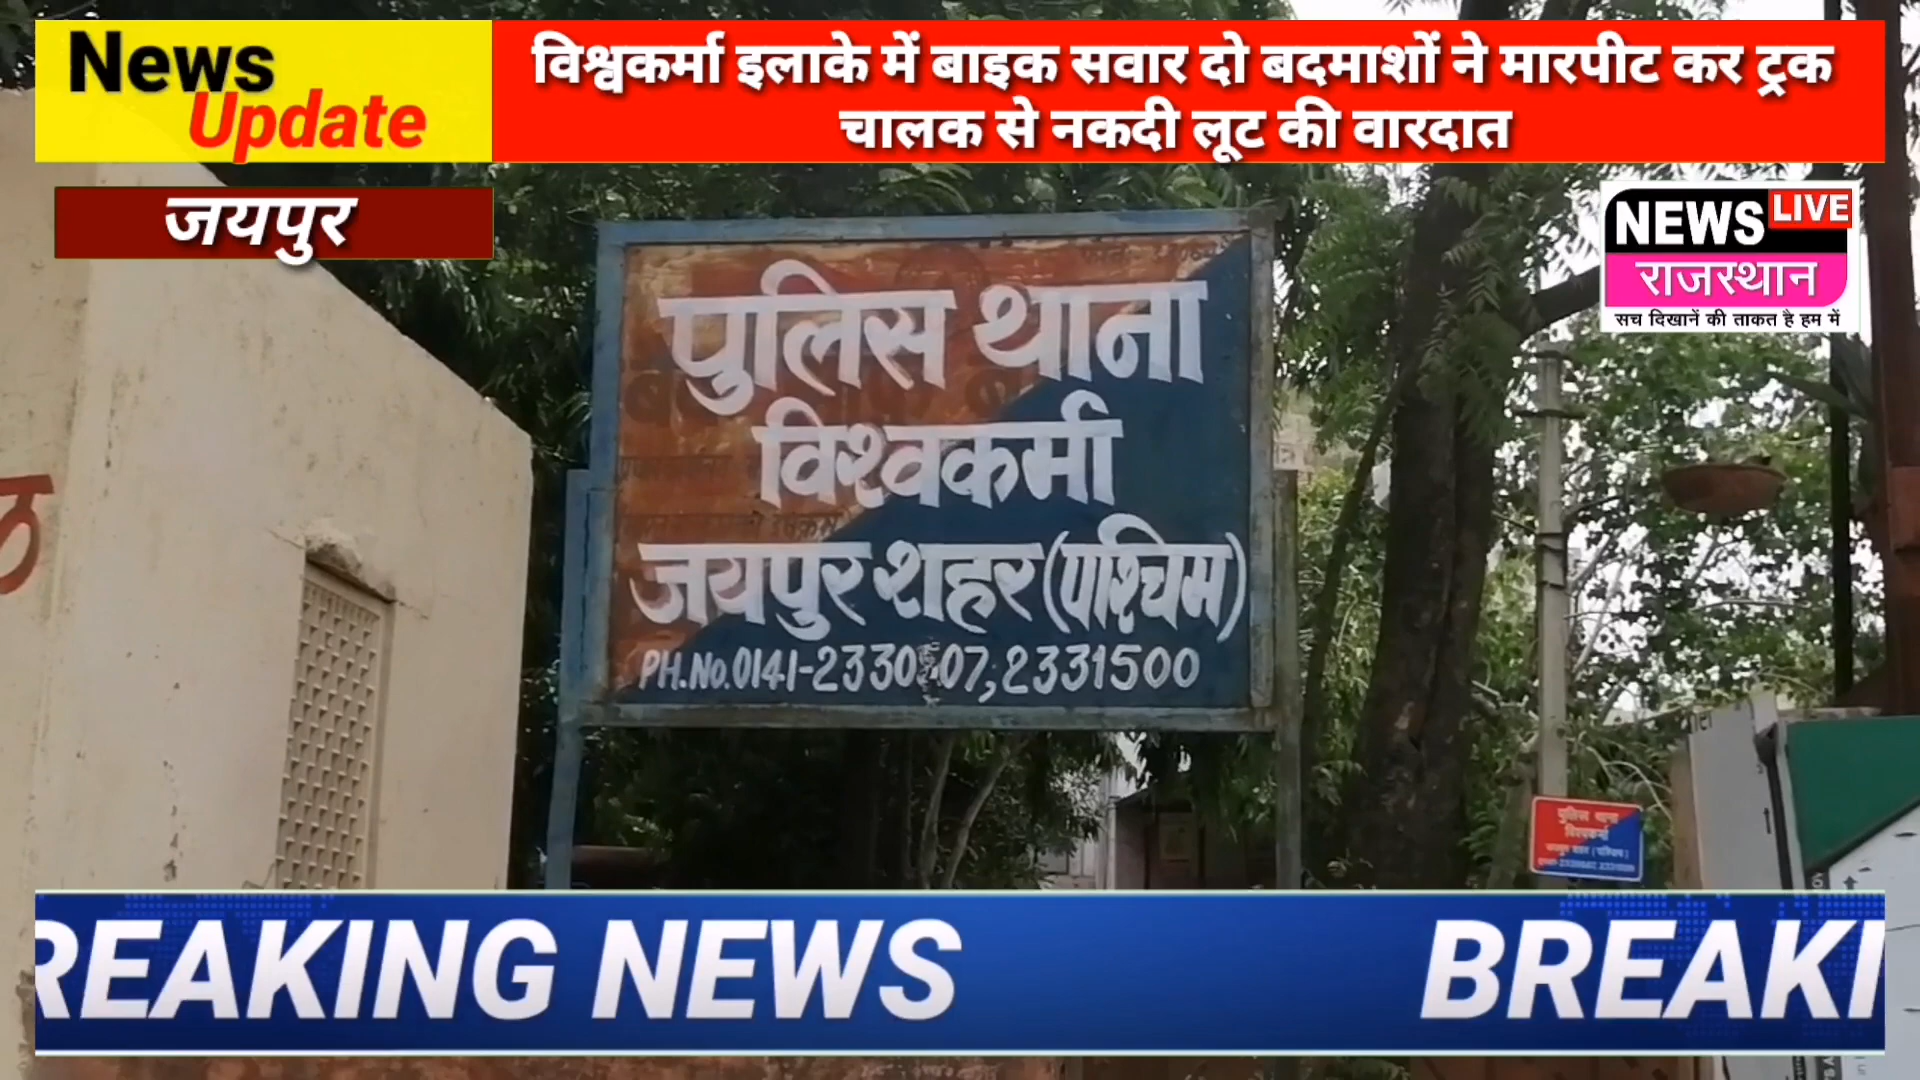 News
Update
विश्वकर्मा इलाके में बाइक सवार दो बदमाशों ने मारपीट कर ट्रक
चालक से नकदी लूट की वारदात
जयपुर
NEWS LIVE
राजस्थान
सच दिखानें की ताकत है हम में
पुलिस थाना
विश्वकर्मा
जयपुर शहर (पश्चिम)
PH.No.0141-2330 07,2331500
पुलिस थाना
विश्वकर्मा
REAKING NEWS BREAKI